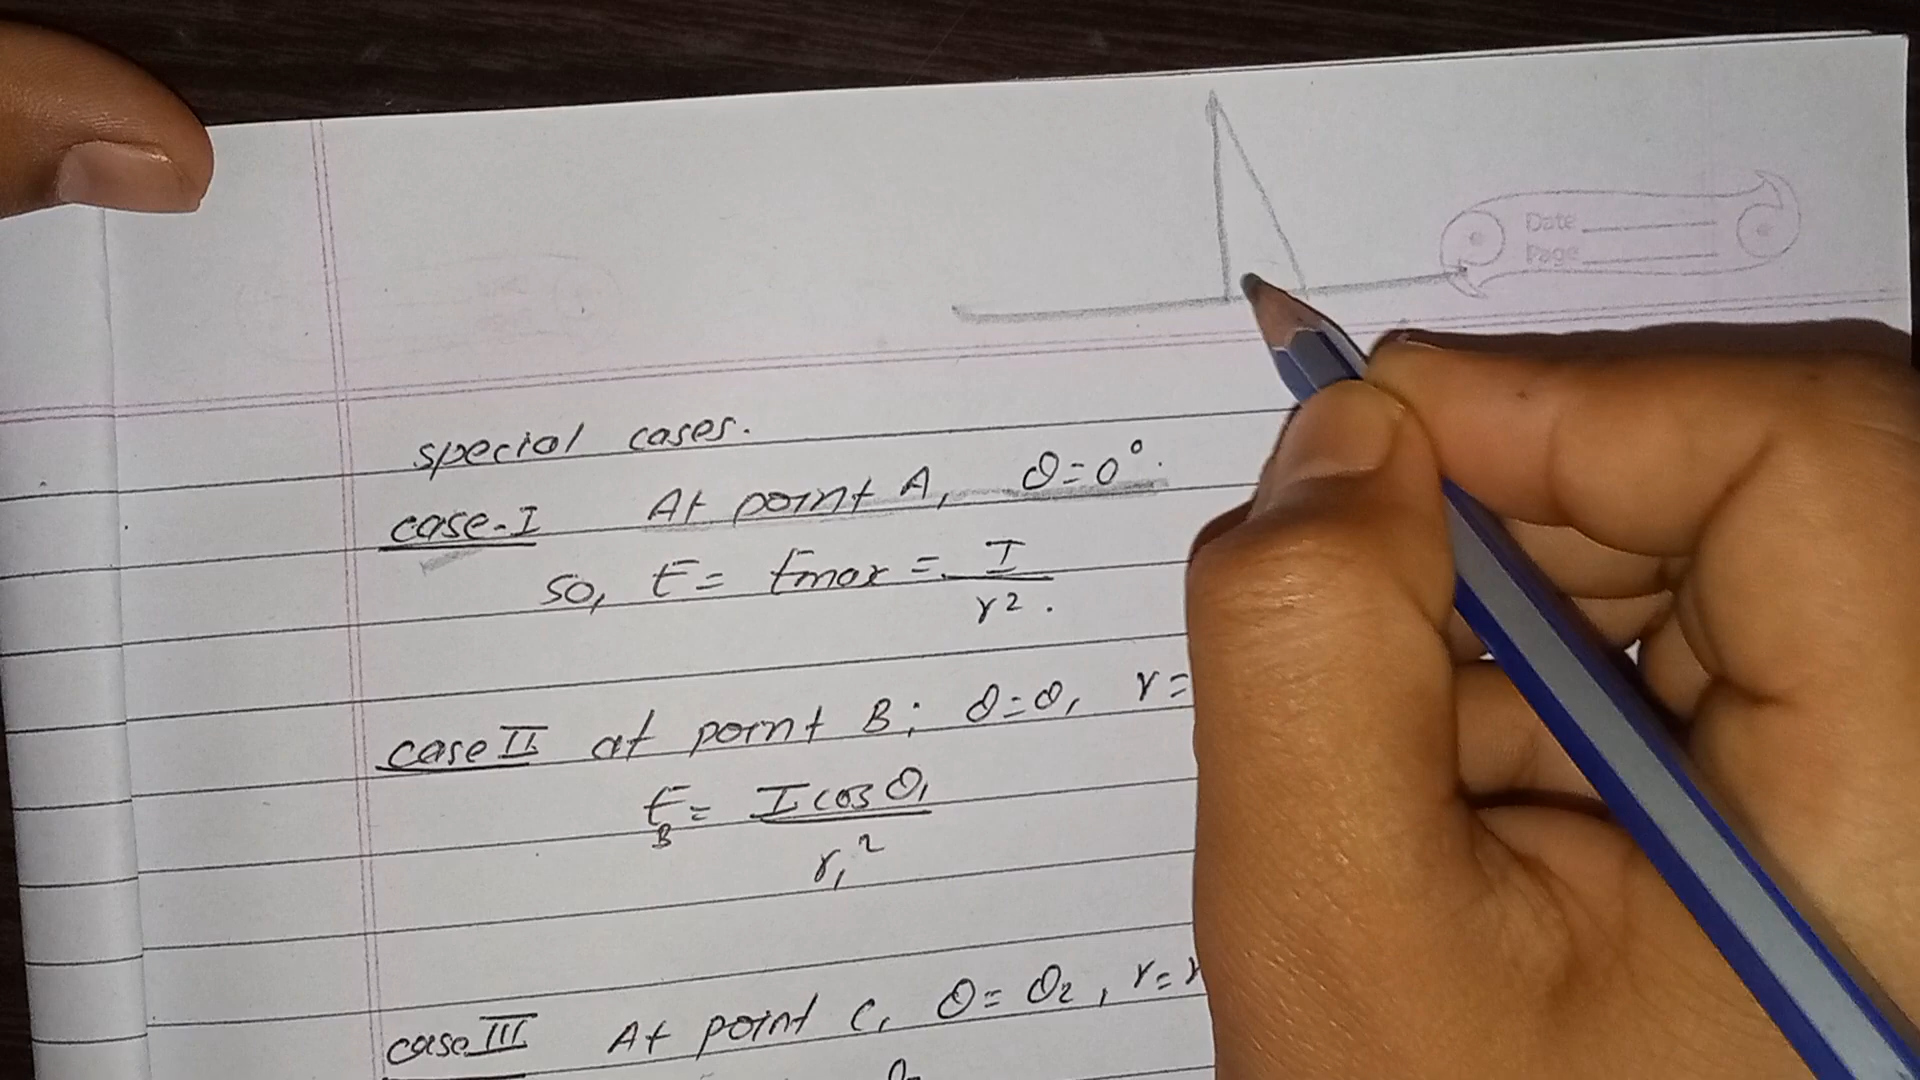 Date
Page
special cases.
case-I At point A, θ=0°.
so, E = Emax = I / r².
case II at point B; θ=θ, r=
E_B = I cos θ₁ / r₁²
case III At point C, θ=θ₂, r=